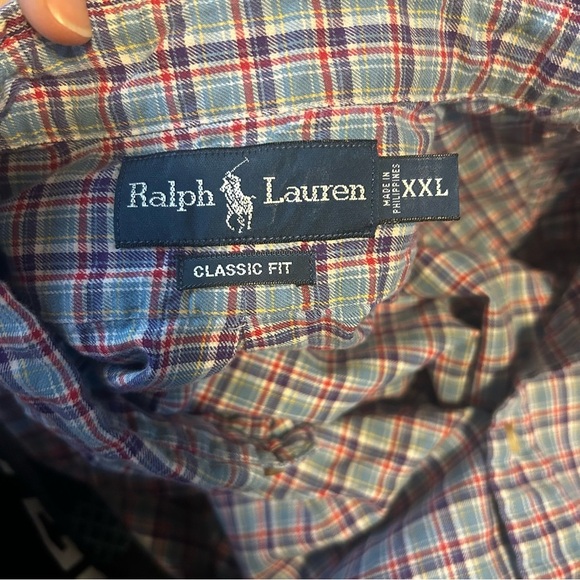 Ralph Lauren
MADE IN
PHILIPPINES
XXL
CLASSIC FIT